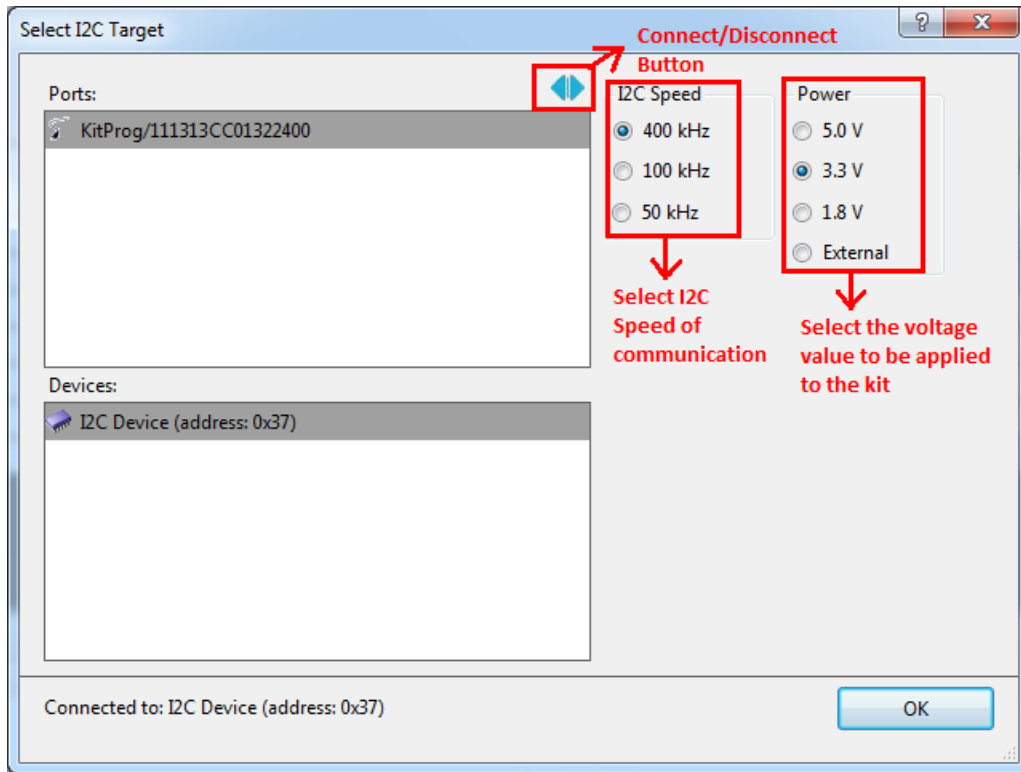 Select I2C Target
?
X
Connect/Disconnect
Button
Ports:
KitProg/111313CC01322400
I2C Speed
400 kHz
100 kHz
50 kHz
Power
5.0 V
3.3 V
1.8 V
External
Select I2C
Speed of
communication
Select the voltage
value to be applied
to the kit
Devices:
I2C Device (address: 0x37)
Connected to: I2C Device (address: 0x37)
OK